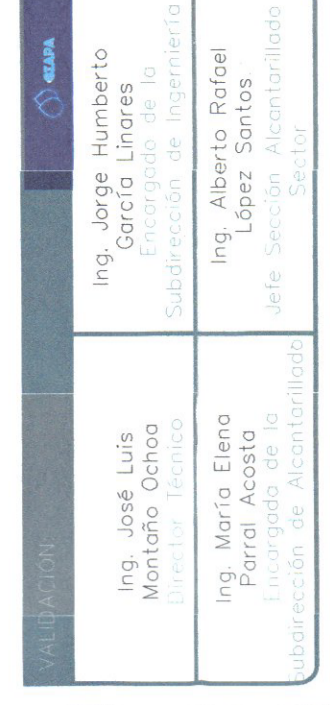 VALIDACIÓN:
SIAPA
Ing. José Luis
Montaño Ochoa
Director Técnico
Ing. Jorge Humberto
García Linares
Encargado de la
Subdirección de Ingerniería
Ing. María Elena
Parral Acosta
Encargada de la
Subdirección de Alcantarillado
Ing. Alberto Rafael
López Santos
Jefe Sección Alcantarillado
Sector